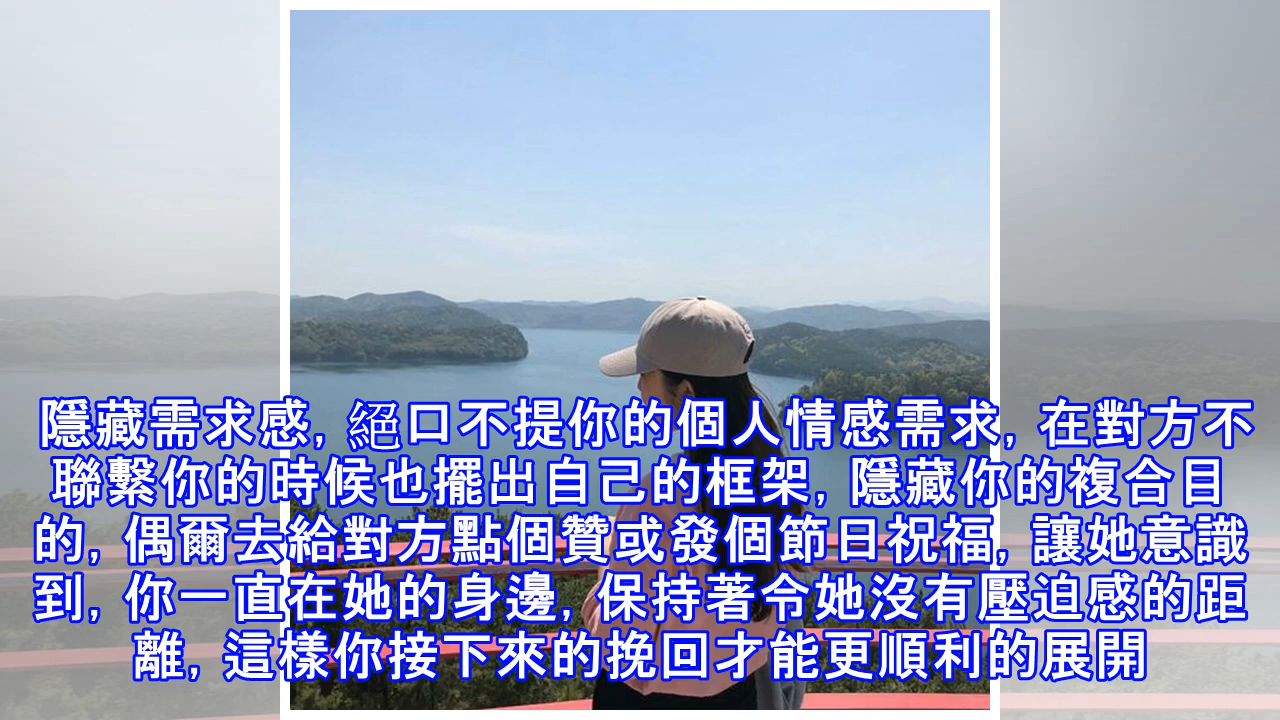 隱藏需求感, 絕口不提你的個人情感需求, 在對方不
聯繫你的時候也擺出自己的框架, 隱藏你的複合目
的, 偶爾去給對方點個贊或發個節日祝福, 讓她意識
到, 你一直在她的身邊, 保持著令她沒有壓迫感的距
離, 這樣你接下來的挽回才能更順利的展開